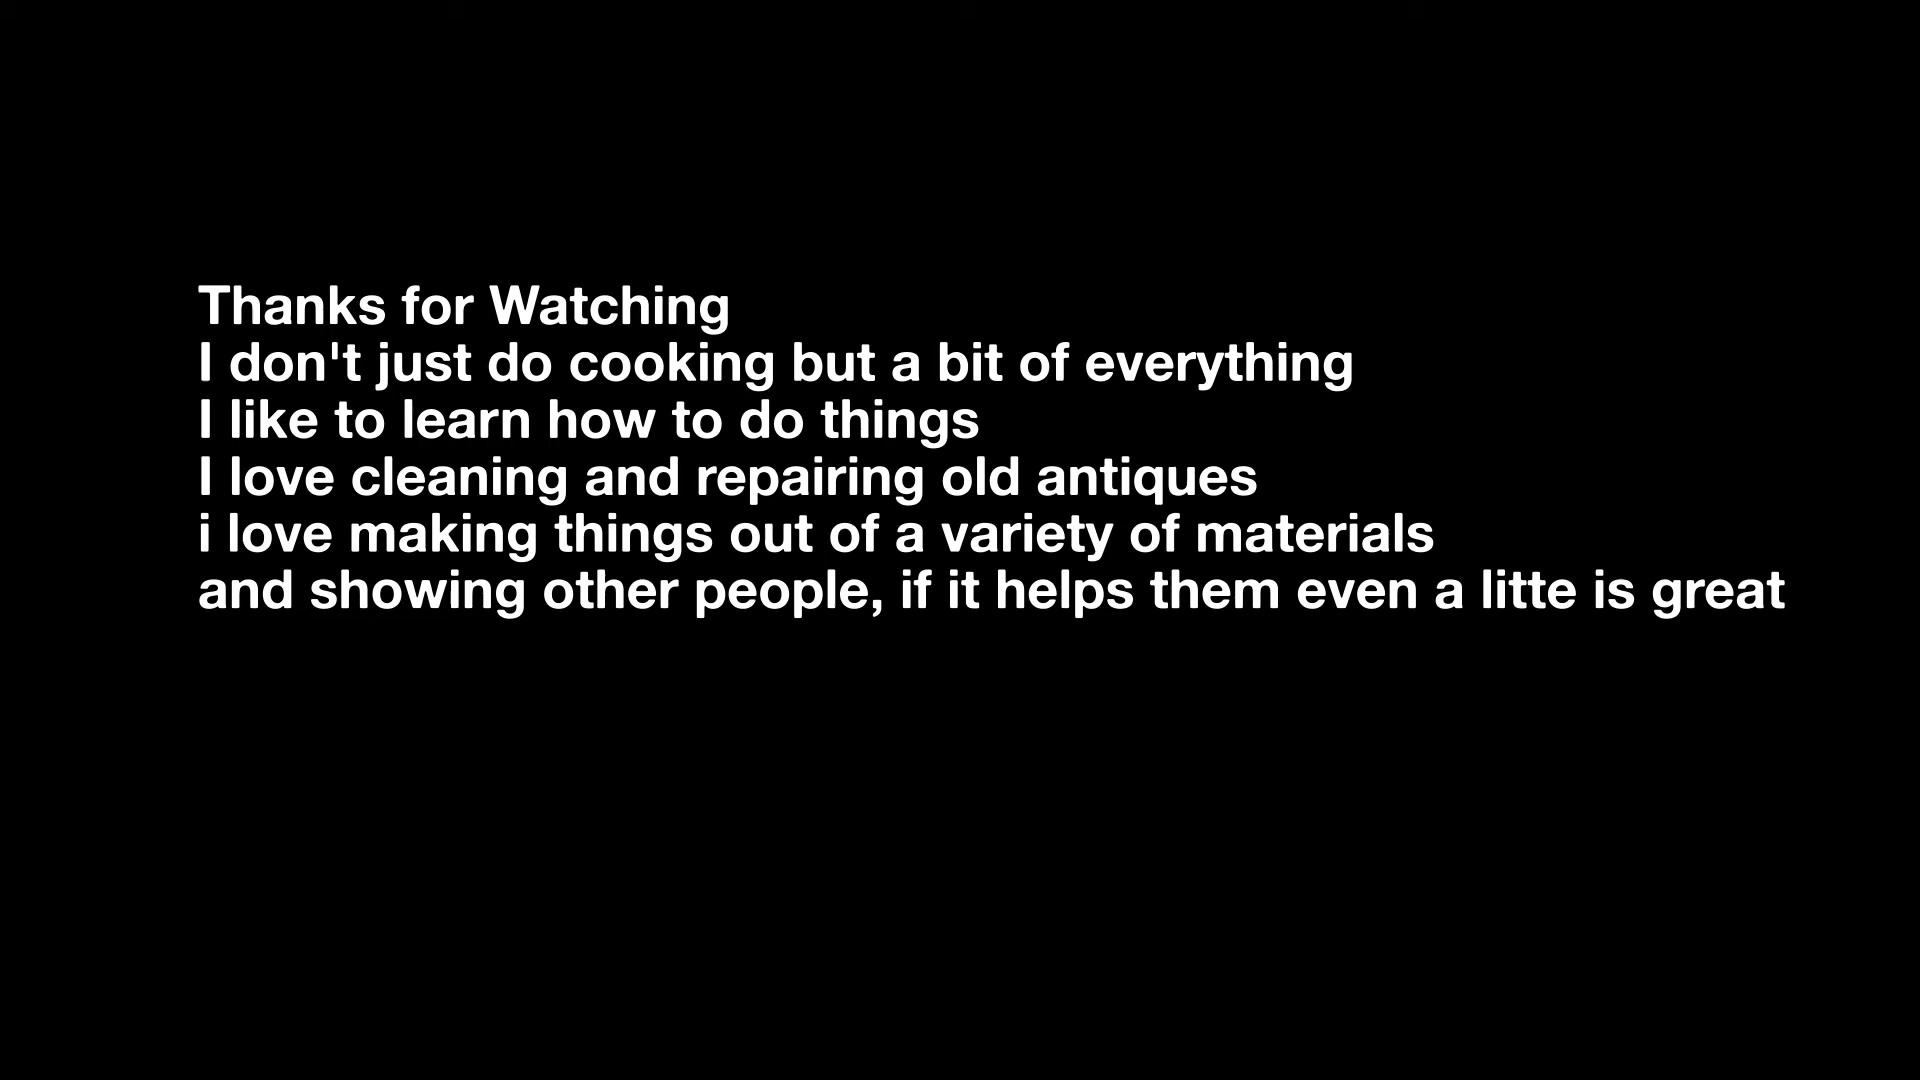 Thanks for Watching
I don't just do cooking but a bit of everything
I like to learn how to do things
I love cleaning and repairing old antiques
i love making things out of a variety of materials
and showing other people, if it helps them even a litte is great